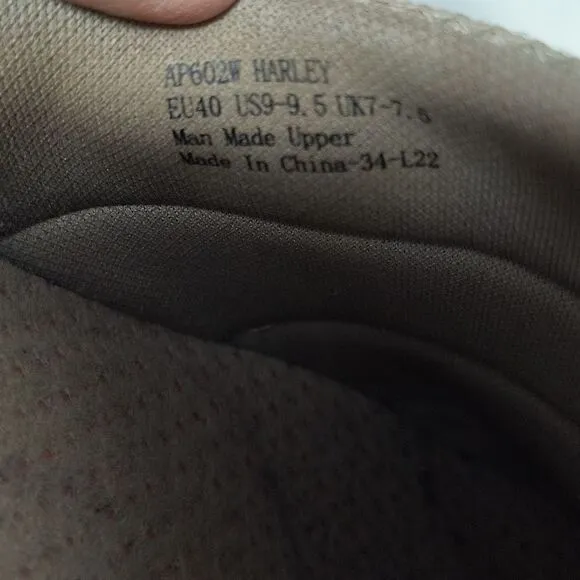 AP602W HARLEY
EU40 US9-9.5 UK7-7.5
Man Made Upper
Made In China-34-L22